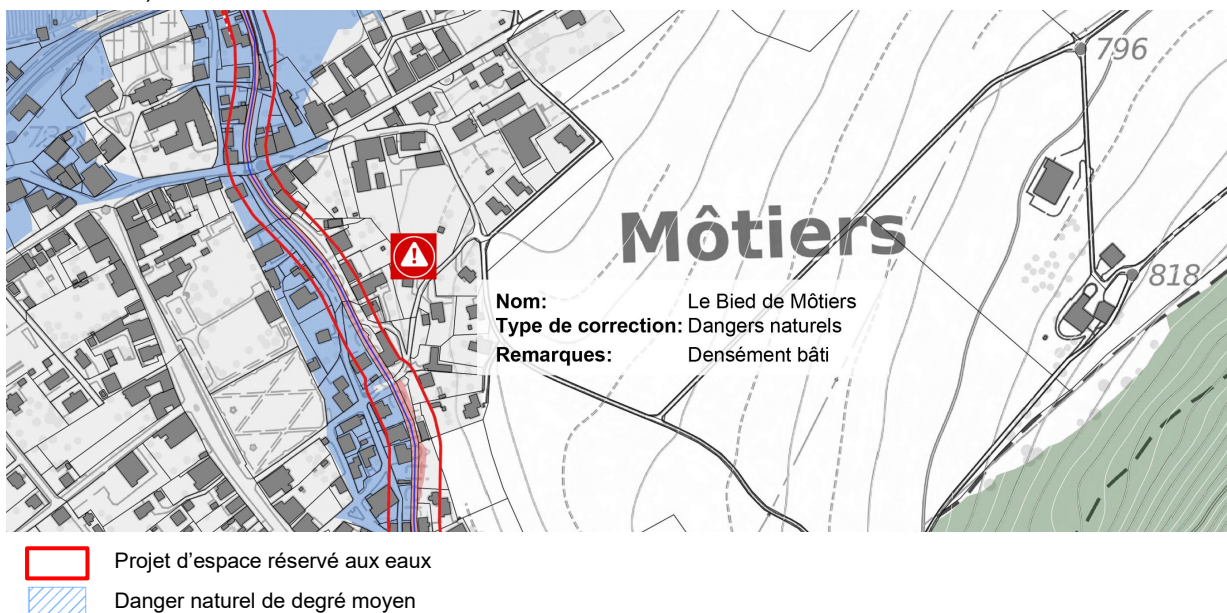 796
Môtiers
818
Nom: Le Bied de Môtiers
Type de correction: Dangers naturels
Remarques: Densément bâti
Projet d'espace réservé aux eaux
Danger naturel de degré moyen